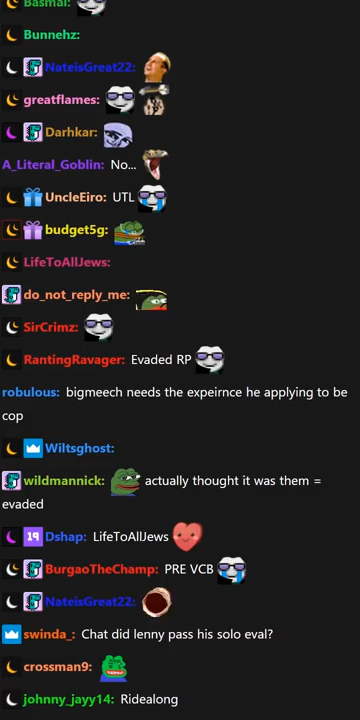 Basmai:
Bunnehz:
NateisGreat22:
greatflames:
Darhkar:
A_Literal_Goblin: No...
UncleEiro: UTL
budget5g:
LifeToAllJews:
do_not_reply_me:
SirCrimz:
RantingRavager: Evaded RP
robulous: bigmeech needs the expeirnce he applying to be
cop
Wiltsghost:
wildmannick: actually thought it was them =
evaded
19 Dshap: LifeToAllJews
BurgaoTheChamp: PRE VCB
NateisGreat22:
swinda_: Chat did lenny pass his solo eval?
crossman9:
johnny_jayy14: Ridealong